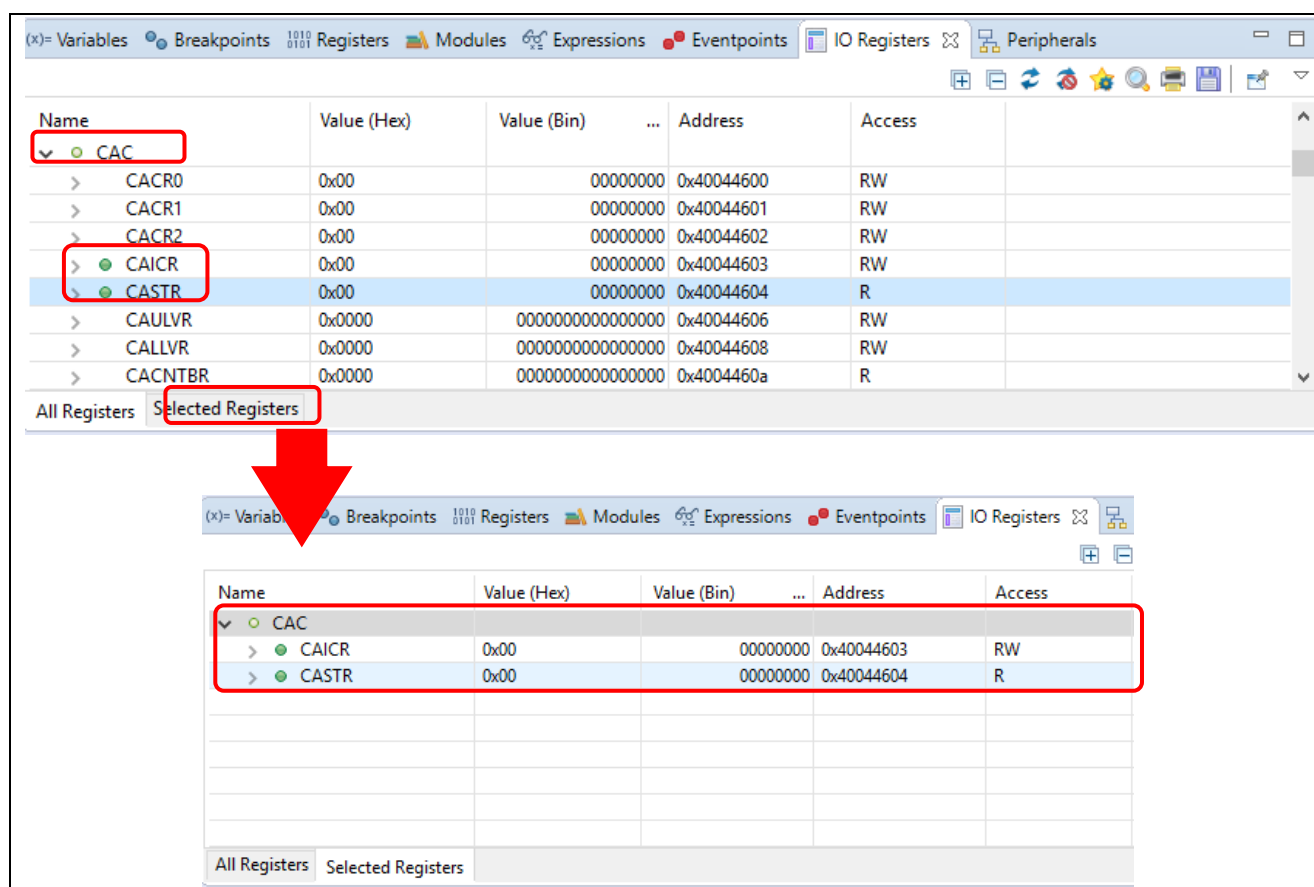 (x)= Variables Breakpoints 1010 0101 Registers Modules Expressions Eventpoints IO Registers Peripherals
Name Value (Hex) Value (Bin) ... Address Access
CAC
CACR0 0x00 00000000 0x40044600 RW
CACR1 0x00 00000000 0x40044601 RW
CACR2 0x00 00000000 0x40044602 RW
CAICR 0x00 00000000 0x40044603 RW
CASTR 0x00 00000000 0x40044604 R
CAULVR 0x0000 0000000000000000 0x40044606 RW
CALLVR 0x0000 0000000000000000 0x40044608 RW
CACNTBR 0x0000 0000000000000000 0x4004460a R
All Registers Selected Registers
(x)= Breakpoints 1010 0101 Registers Modules Expressions Eventpoints IO Registers
Name Value (Hex) Value (Bin) ... Address Access
CAC
CAICR 0x00 00000000 0x40044603 RW
CASTR 0x00 00000000 0x40044604 R
All Registers Selected Registers